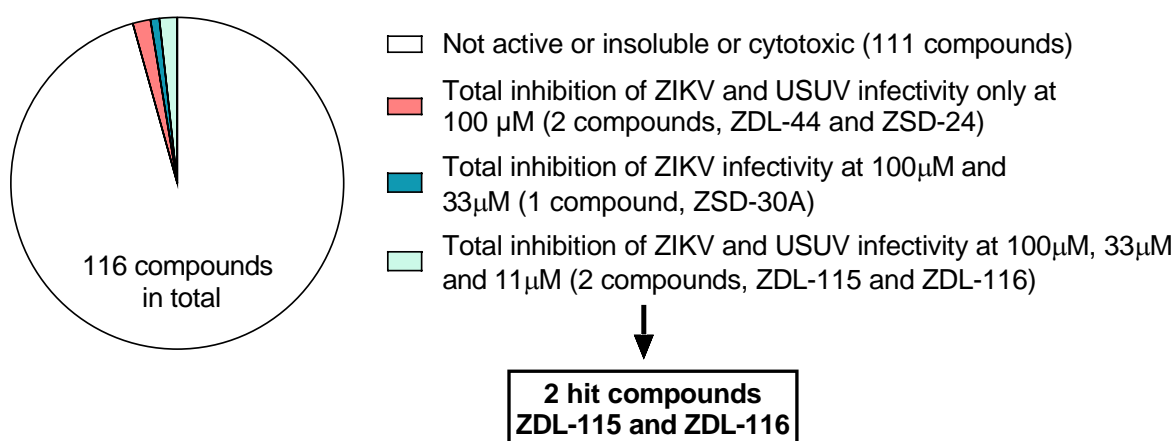 116 compounds
in total
Not active or insoluble or cytotoxic (111 compounds)
Total inhibition of ZIKV and USUV infectivity only at
100 µM (2 compounds, ZDL-44 and ZSD-24)
Total inhibition of ZIKV infectivity at 100µM and
33µM (1 compound, ZSD-30A)
Total inhibition of ZIKV and USUV infectivity at 100µM, 33µM
and 11µM (2 compounds, ZDL-115 and ZDL-116)
2 hit compounds
ZDL-115 and ZDL-116